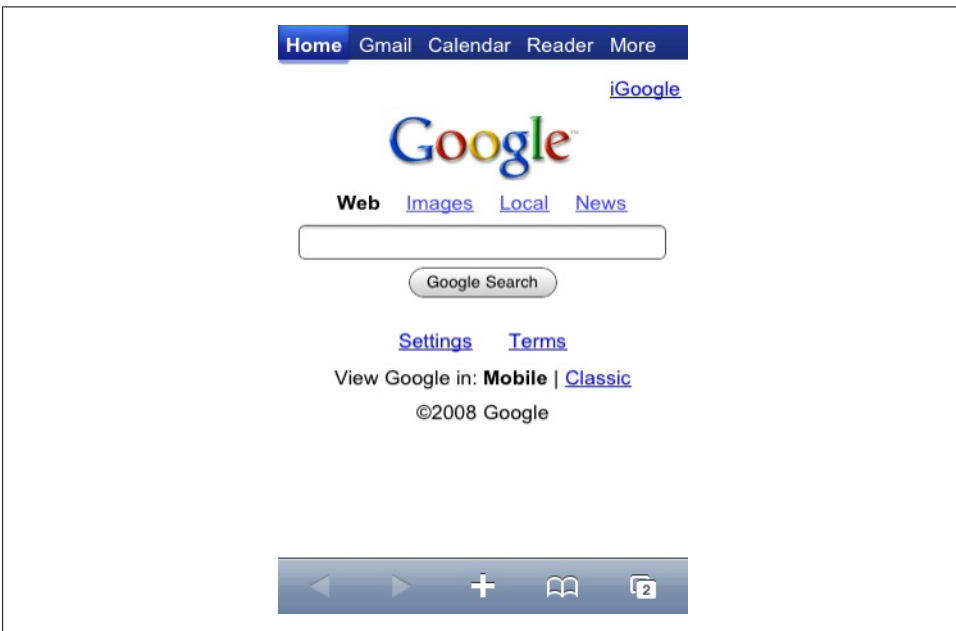 Home Gmail Calendar Reader More
iGoogle
Google™
Web Images Local News
Google Search
Settings Terms
View Google in: Mobile | Classic
©2008 Google
2